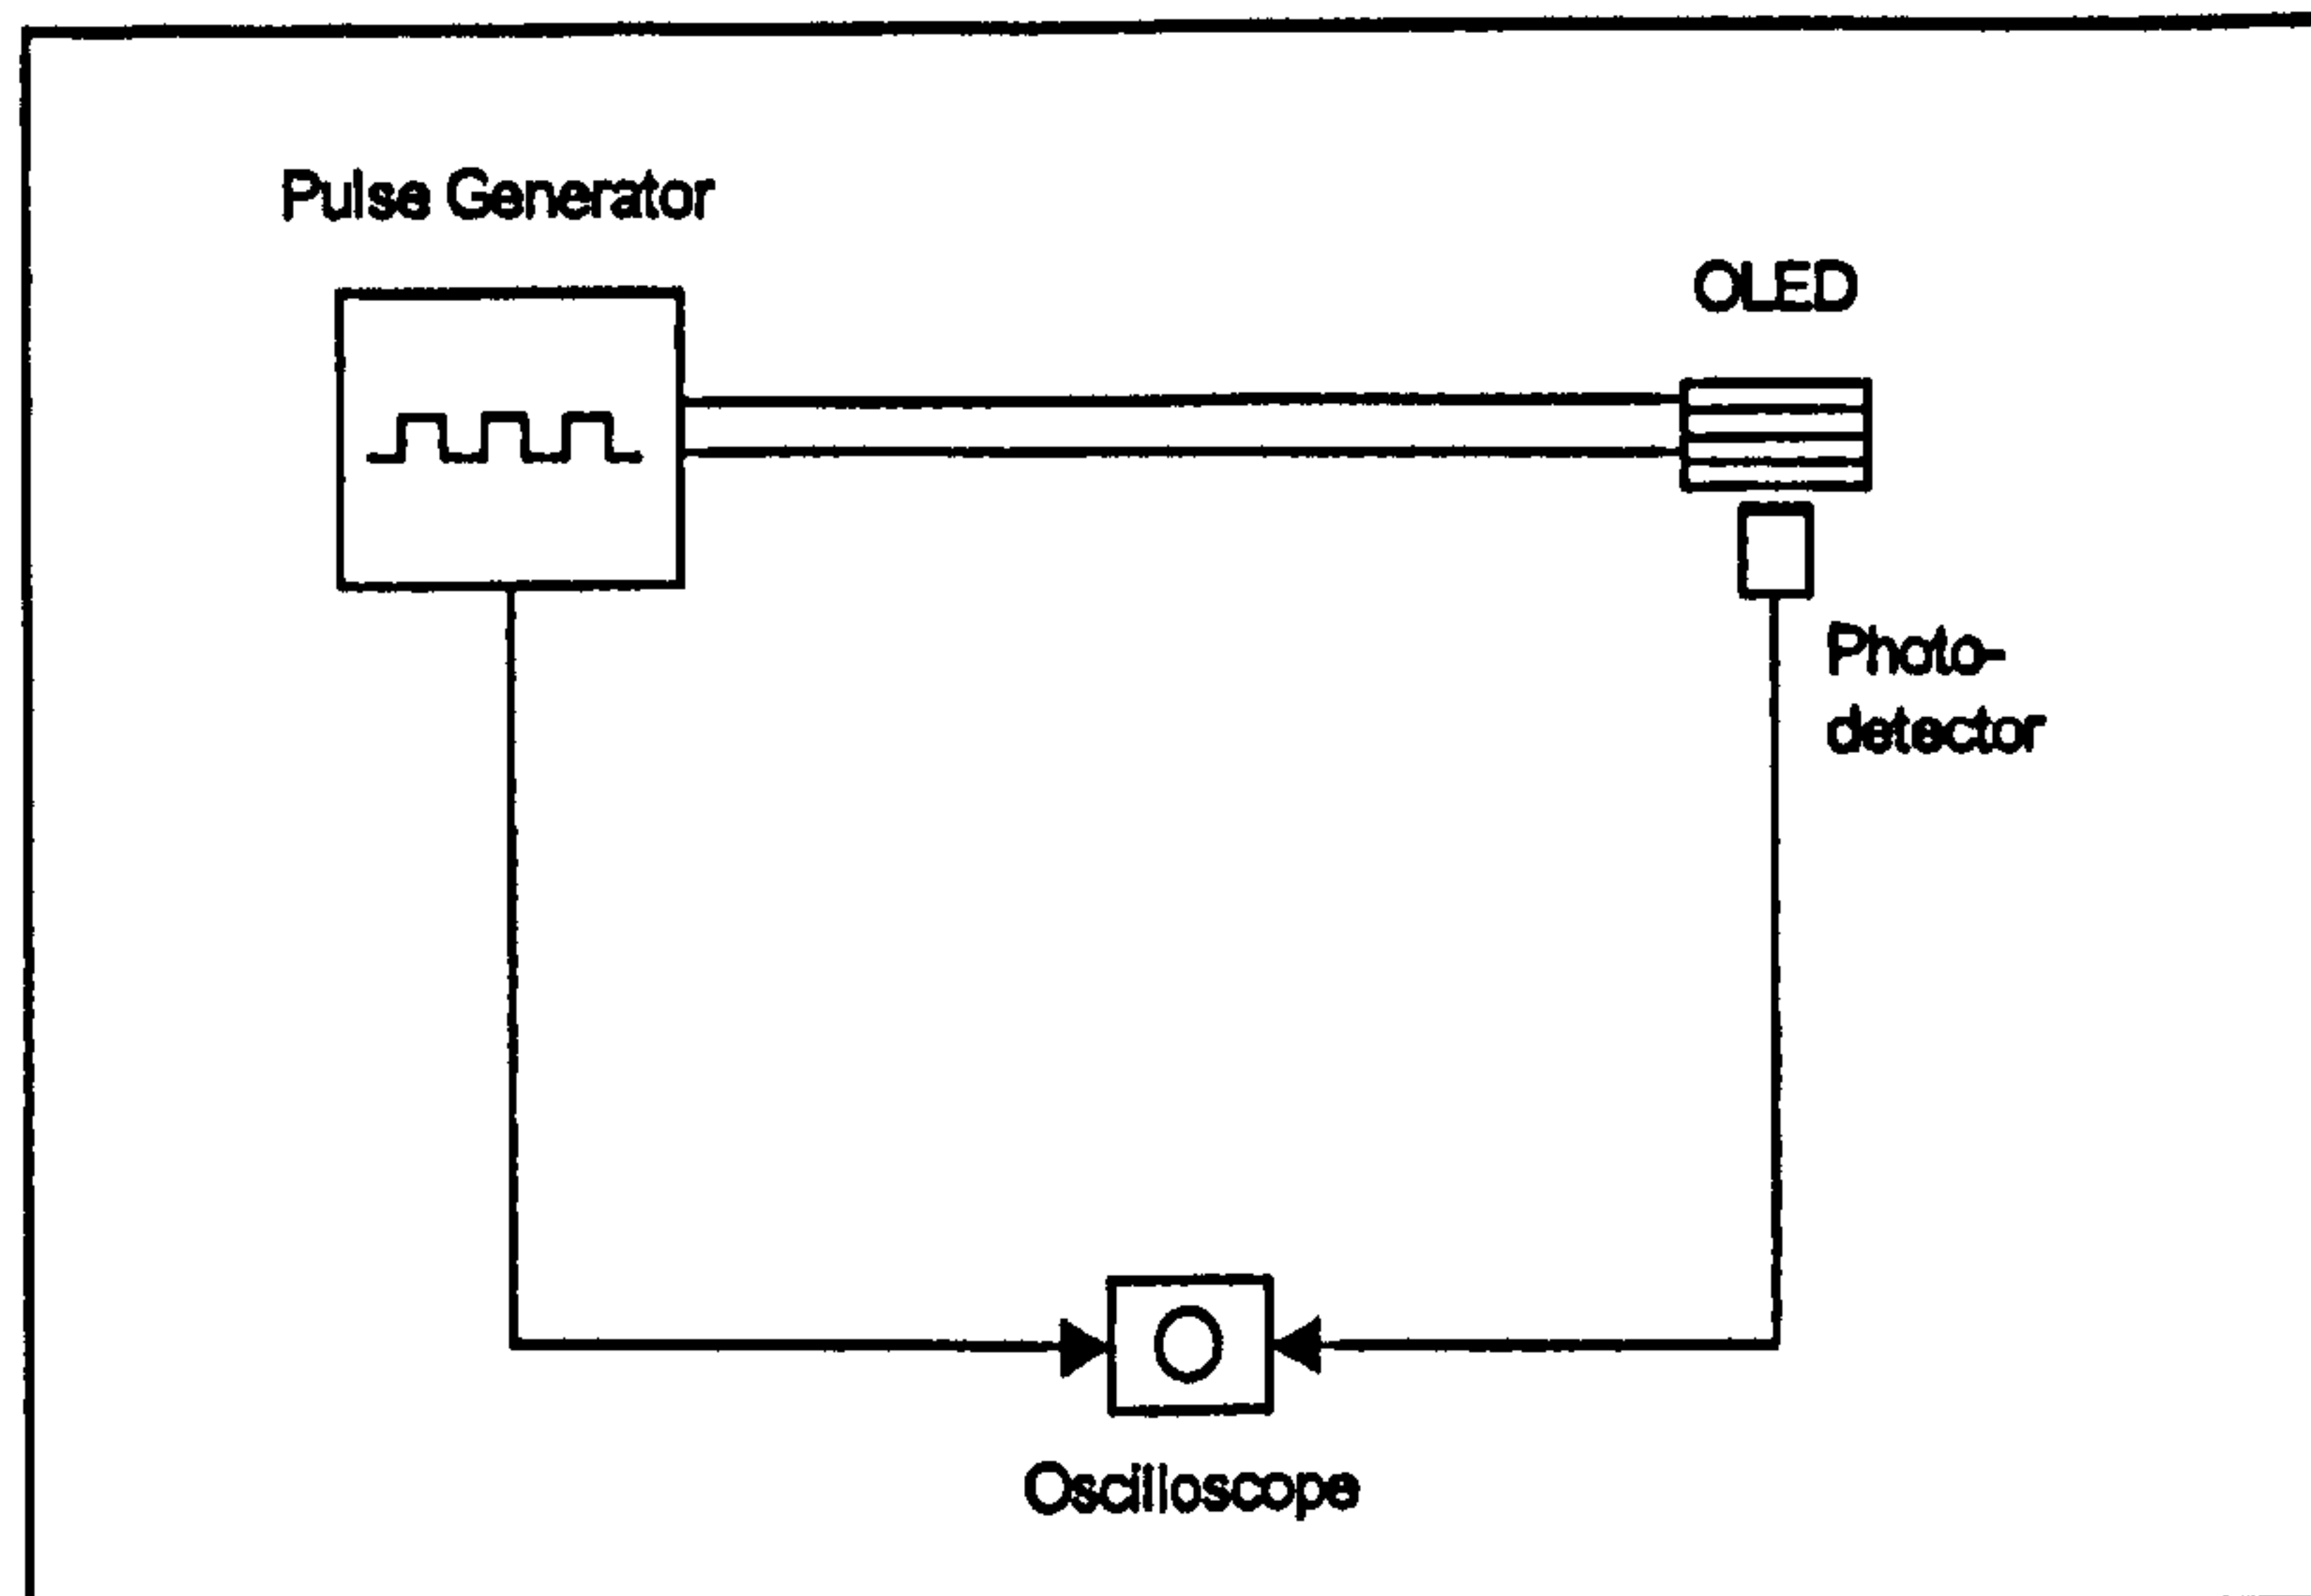 Pulse Generator
OLED
Photo-
detector
Oscilloscope